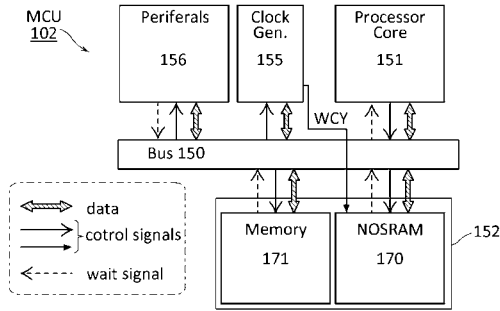 MCU
102
Periferals
156
Clock
Gen.
155
Processor
Core
151
WCY
Bus 150
data
cotrol signals
wait signal
Memory
171
NOSRAM
170
152